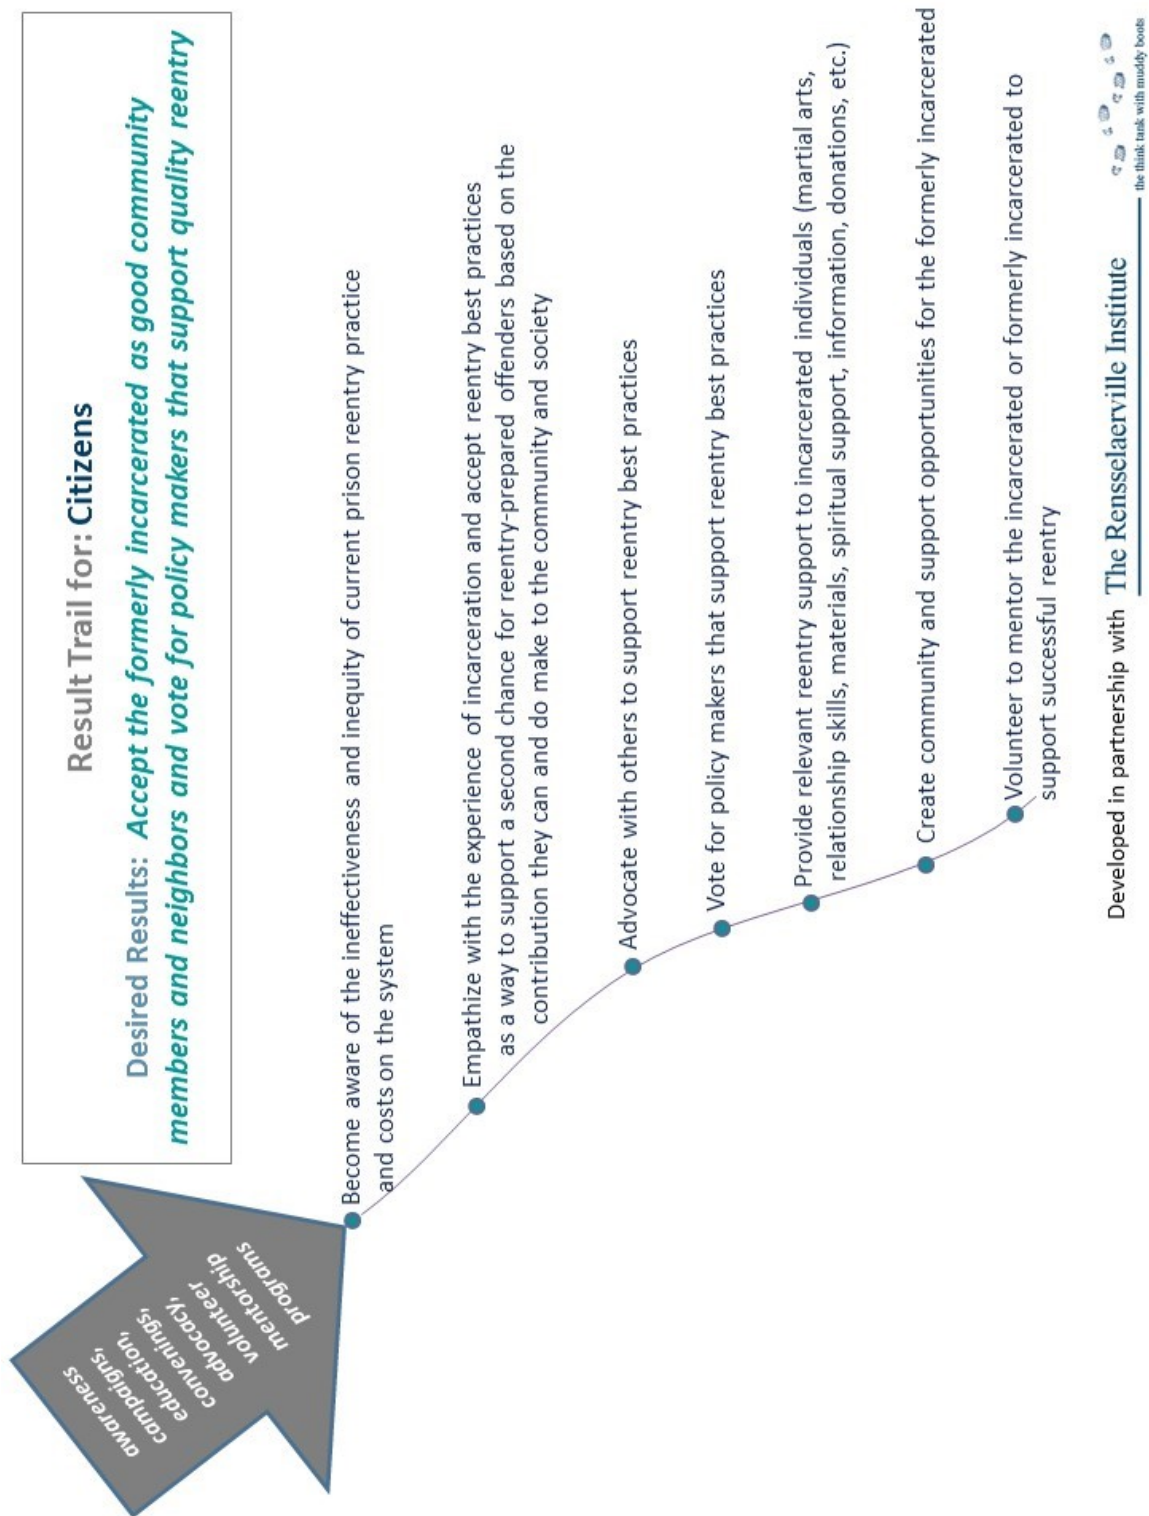 Result Trail for: Citizens
Desired Results: Accept the formerly incarcerated as good community
members and neighbors and vote for policy makers that support quality reentry
awareness
campaigns,
education,
convenings,
advocacy,
volunteer
mentorship
programs
Become aware of the ineffectiveness and inequity of current prison reentry practice
and costs on the system
Empathize with the experience of incarceration and accept reentry best practices
as a way to support a second chance for reentry-prepared offenders based on the
contribution they can and do make to the community and society
Advocate with others to support reentry best practices
Vote for policy makers that support reentry best practices
Provide relevant reentry support to incarcerated individuals (martial arts,
relationship skills, materials, spiritual support, information, donations, etc.)
Create community and support opportunities for the formerly incarcerated
Volunteer to mentor the incarcerated or formerly incarcerated to
support successful reentry
Developed in partnership with The Rensselaerville Institute
the think tank with muddy boots